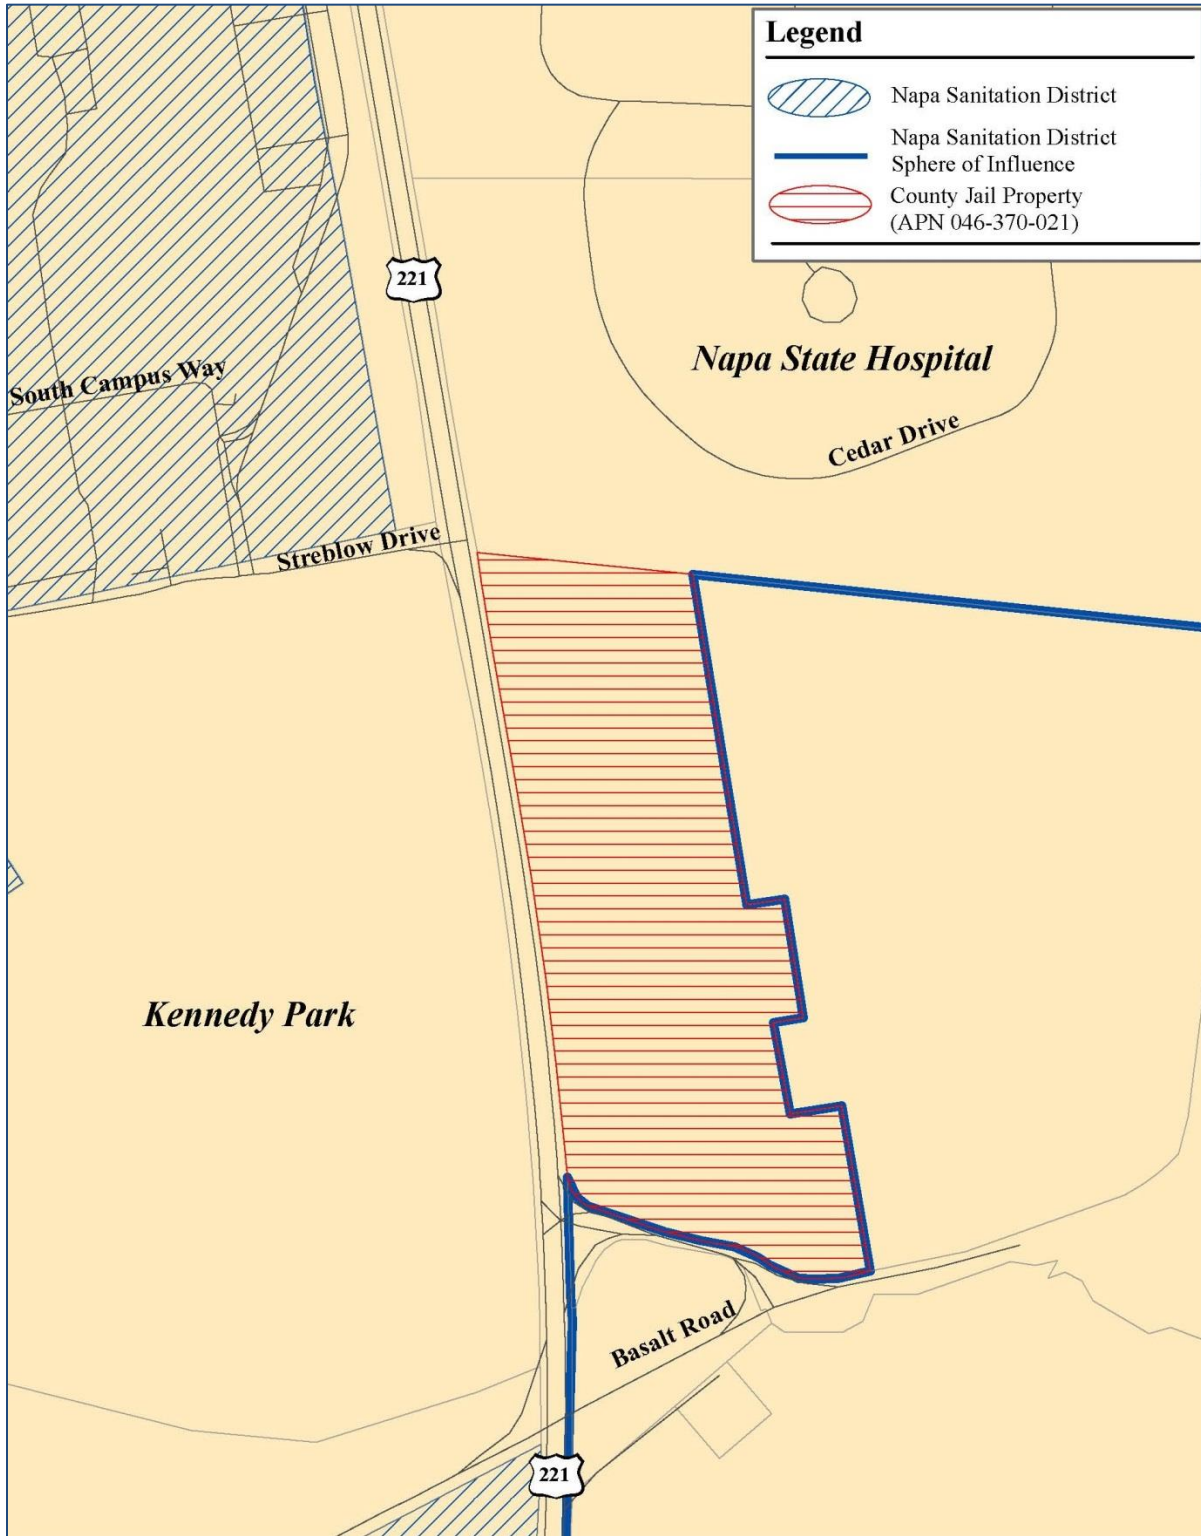 Legend
Napa Sanitation District
Napa Sanitation District
Sphere of Influence
County Jail Property
(APN 046-370-021)
221
Napa State Hospital
South Campus Way
Cedar Drive
Streblow Drive
Kennedy Park
Basalt Road
221